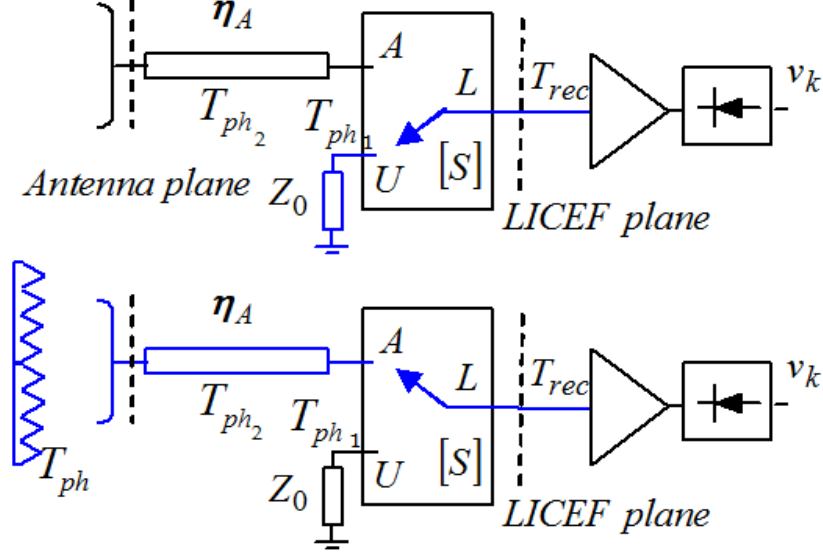 η_A
A
L
T_rec
v_k
T_ph_2
T_ph_1
Antenna plane
Z_0
U
[S]
LICEF plane
η_A
A
L
T_rec
v_k
T_ph_2
T_ph_1
T_ph
Z_0
U
[S]
LICEF plane